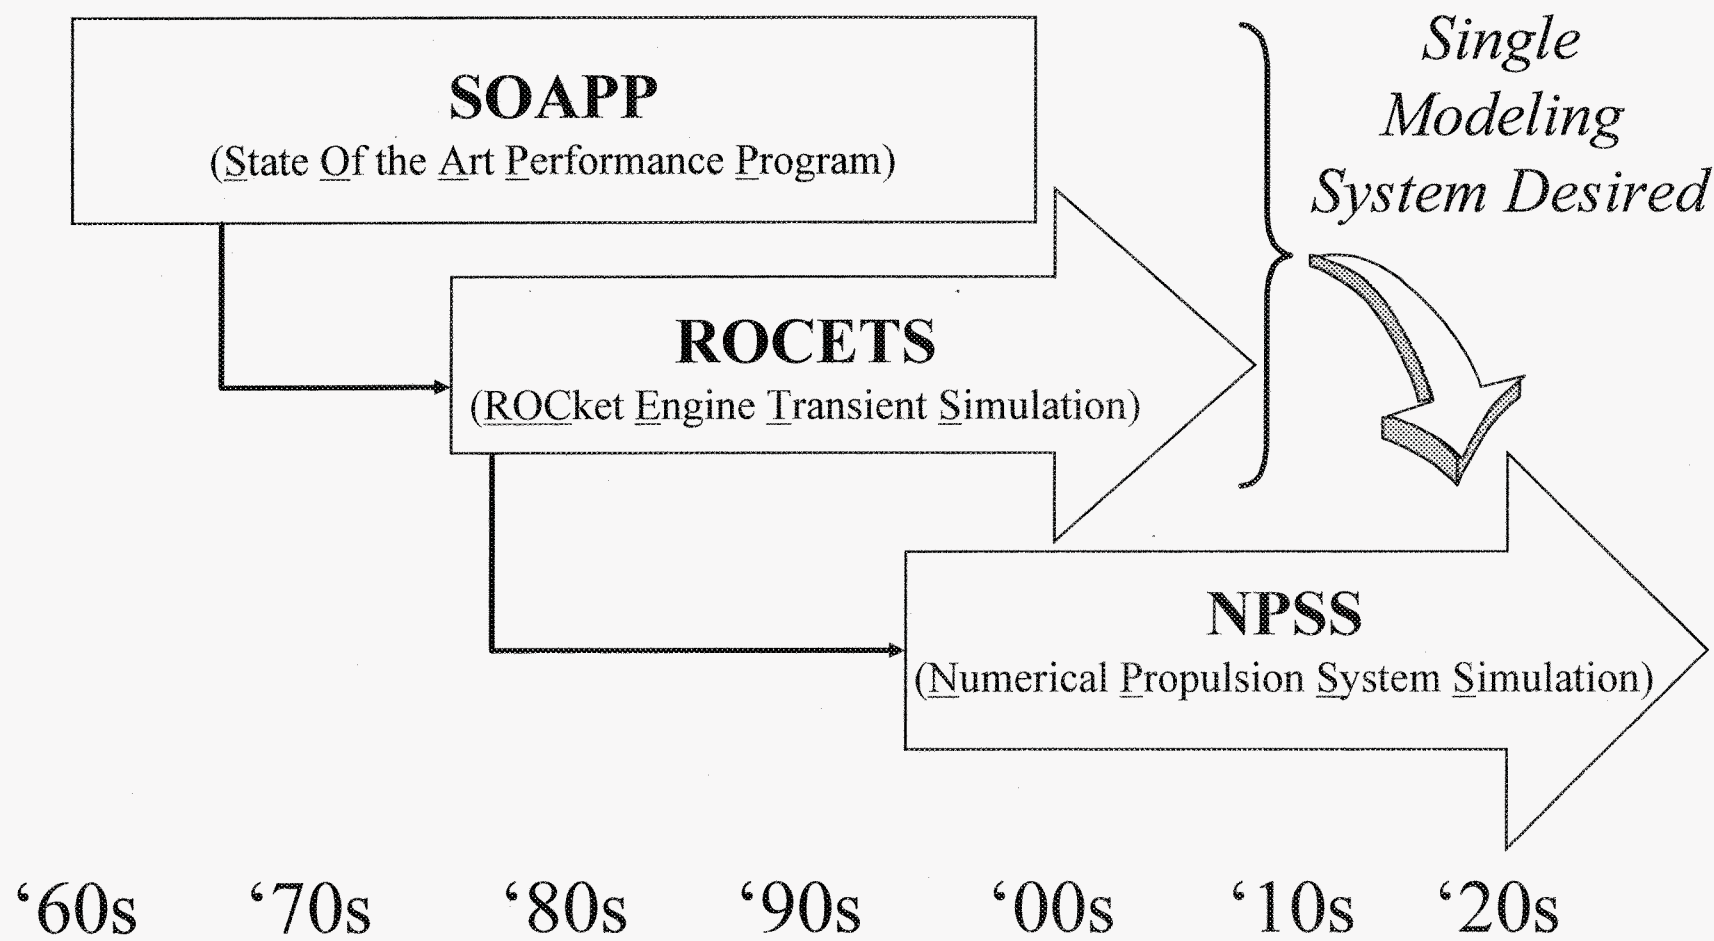 SOAPP
(State Of the Art Performance Program)
Single
Modeling
System Desired
ROCETS
(ROCket Engine Transient Simulation)
NPSS
(Numerical Propulsion System Simulation)
‘60s ‘70s ‘80s ‘90s ‘00s ‘10s ‘20s